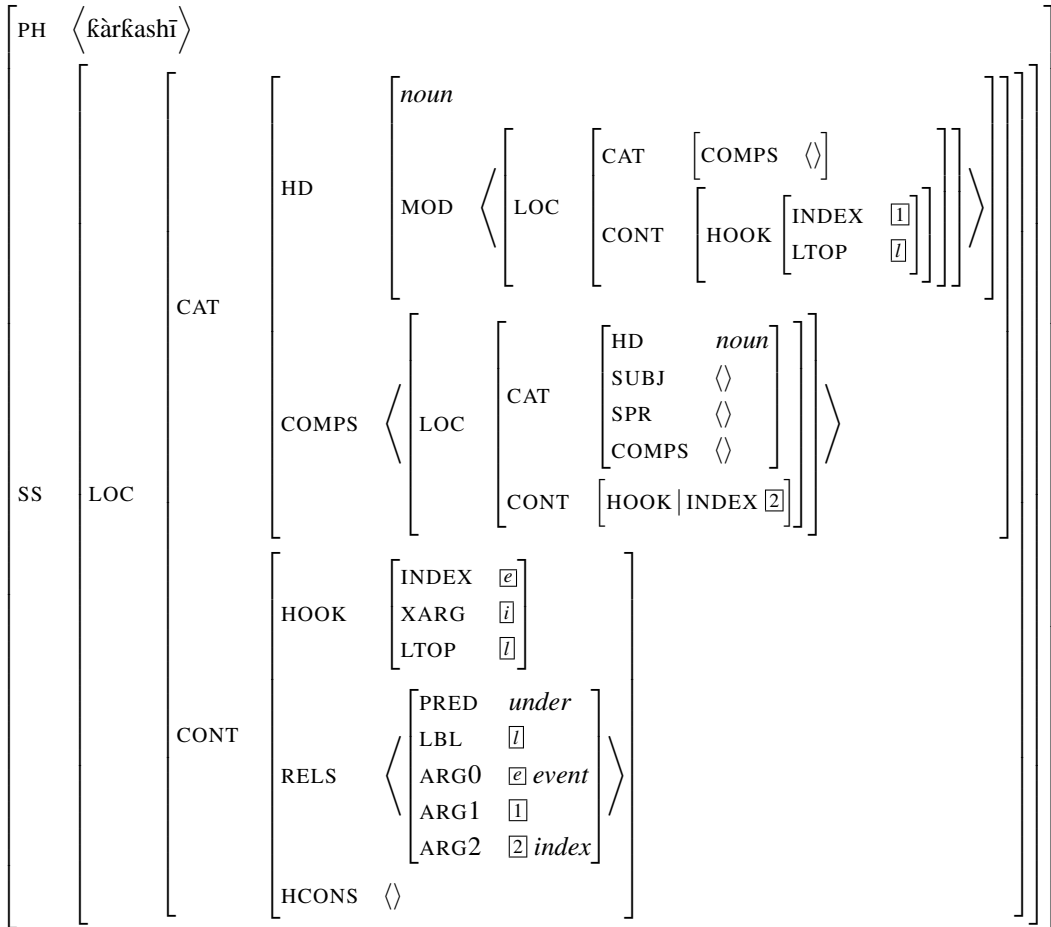 PH ⟨ƙàrƙashī⟩
noun
CAT [COMPS ⟨⟩]
HD
MOD ⟨ LOC
INDEX 1
CONT HOOK
LTOP l
CAT
HD noun
SUBJ ⟨⟩
CAT
SPR ⟨⟩
COMPS ⟨ LOC
COMPS ⟨⟩
SS LOC
CONT [HOOK|INDEX 2]
INDEX e
HOOK XARG i
LTOP l
PRED under
CONT
LBL l
RELS ARG0 e event
ARG1 1
ARG2 2 index
HCONS ⟨⟩